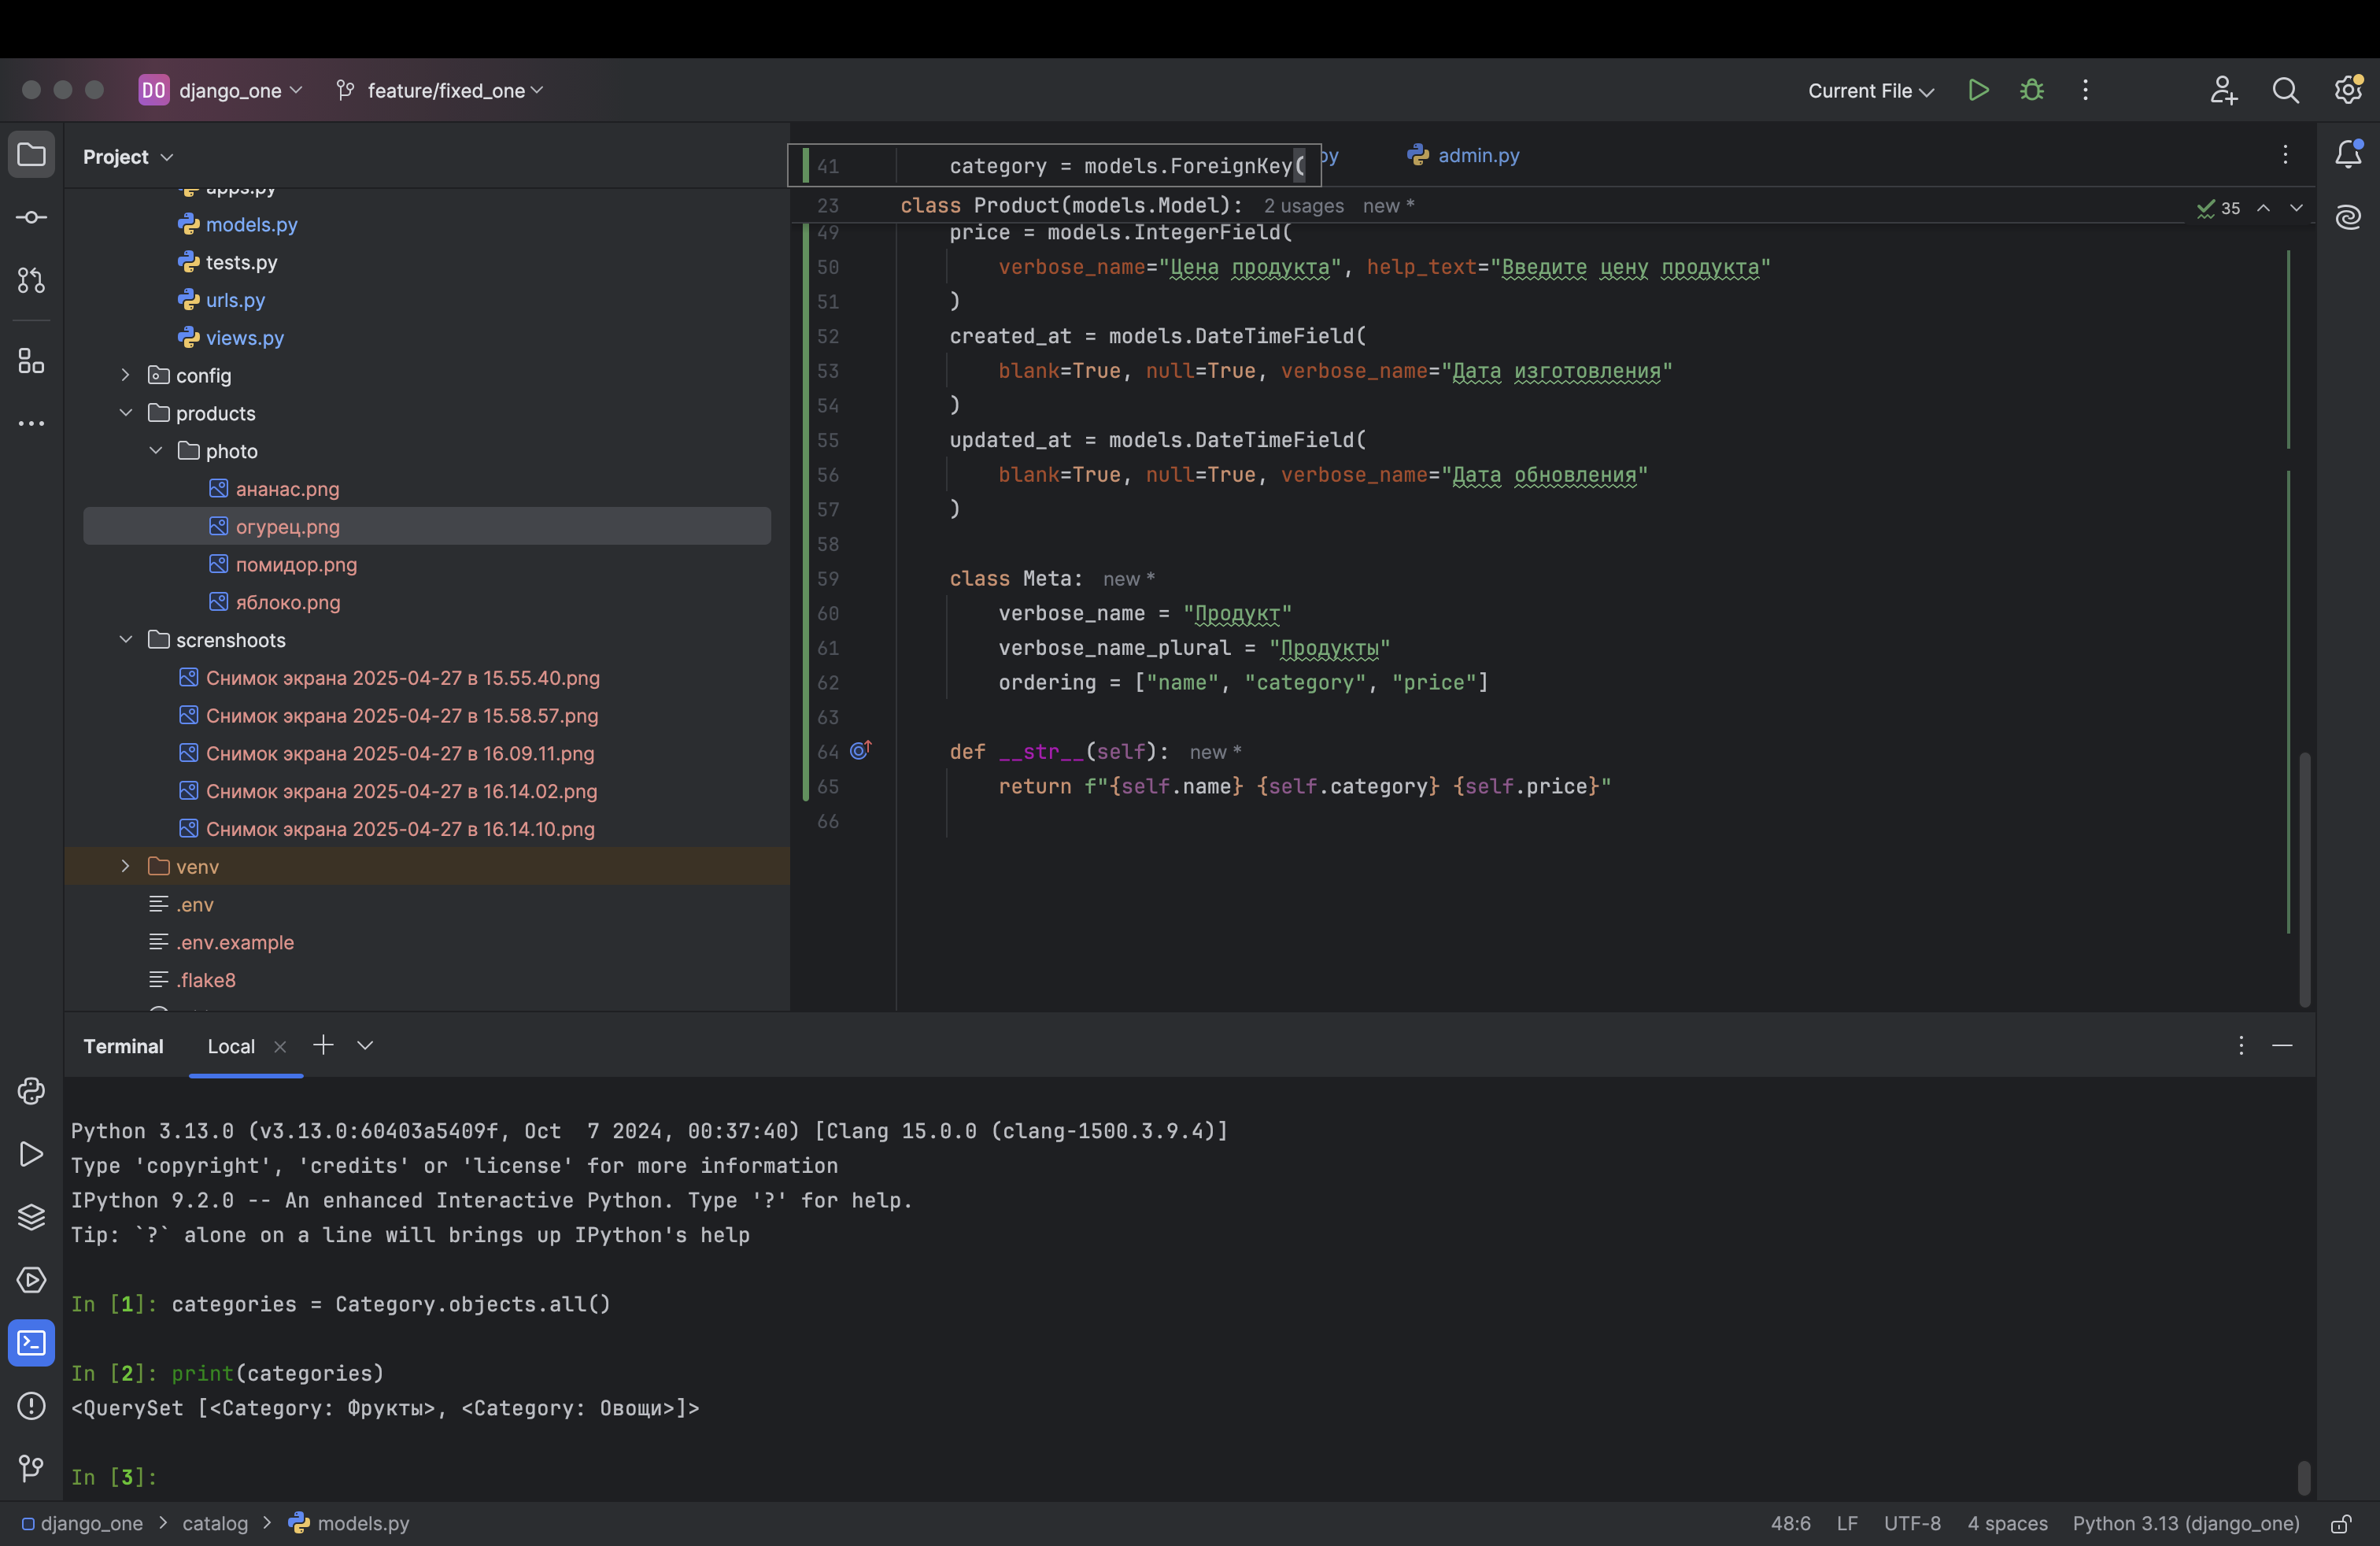 DO django_one feature/fixed_one Current File
Project
apps.py
models.py
tests.py
urls.py
views.py
config
products
photo
ананас.png
огурец.png
помидор.png
яблоко.png
screnshoots
Снимок экрана 2025-04-27 в 15.55.40.png
Снимок экрана 2025-04-27 в 15.58.57.png
Снимок экрана 2025-04-27 в 16.09.11.png
Снимок экрана 2025-04-27 в 16.14.02.png
Снимок экрана 2025-04-27 в 16.14.10.png
venv
.env
.env.example
.flake8
41 category = models.ForeignKey( py admin.py
23 class Product(models.Model): 2 usages new * 35
49 price = models.IntegerField(
50 verbose_name="Цена продукта", help_text="Введите цену продукта"
51 )
52 created_at = models.DateTimeField(
53 blank=True, null=True, verbose_name="Дата изготовления"
54 )
55 updated_at = models.DateTimeField(
56 blank=True, null=True, verbose_name="Дата обновления"
57 )
58
59 class Meta: new *
60 verbose_name = "Продукт"
61 verbose_name_plural = "Продукты"
62 ordering = ["name", "category", "price"]
63
64 def __str__(self): new *
65 return f"{self.name} {self.category} {self.price}"
66
Terminal Local
Python 3.13.0 (v3.13.0:60403a5409f, Oct  7 2024, 00:37:40) [Clang 15.0.0 (clang-1500.3.9.4)]
Type 'copyright', 'credits' or 'license' for more information
IPython 9.2.0 -- An enhanced Interactive Python. Type '?' for help.
Tip: `?` alone on a line will brings up IPython's help
In [1]: categories = Category.objects.all()
In [2]: print(categories)
<QuerySet [<Category: Фрукты>, <Category: Овощи>]>
In [3]:
django_one > catalog > models.py 48:6 LF UTF-8 4 spaces Python 3.13 (django_one)